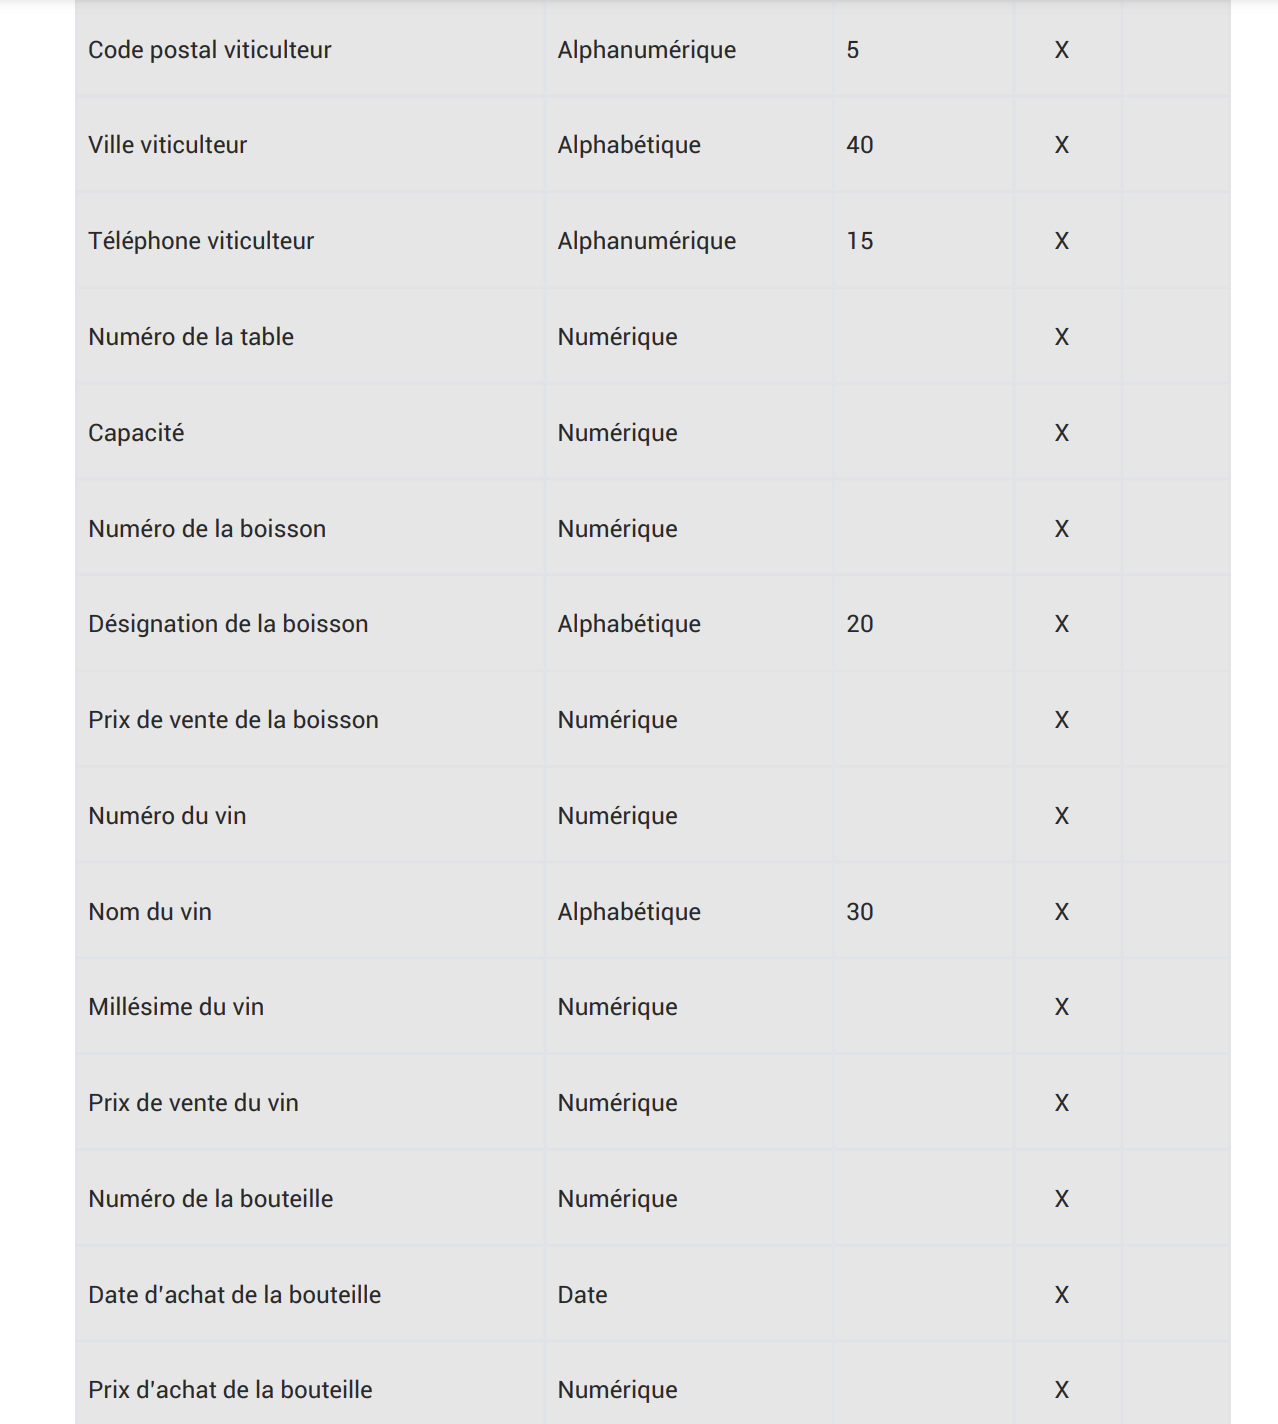 Code postal viticulteur Alphanumérique 5 X
Ville viticulteur Alphabétique 40 X
Téléphone viticulteur Alphanumérique 15 X
Numéro de la table Numérique X
Capacité Numérique X
Numéro de la boisson Numérique X
Désignation de la boisson Alphabétique 20 X
Prix de vente de la boisson Numérique X
Numéro du vin Numérique X
Nom du vin Alphabétique 30 X
Millésime du vin Numérique X
Prix de vente du vin Numérique X
Numéro de la bouteille Numérique X
Date d'achat de la bouteille Date X
Prix d'achat de la bouteille Numérique X